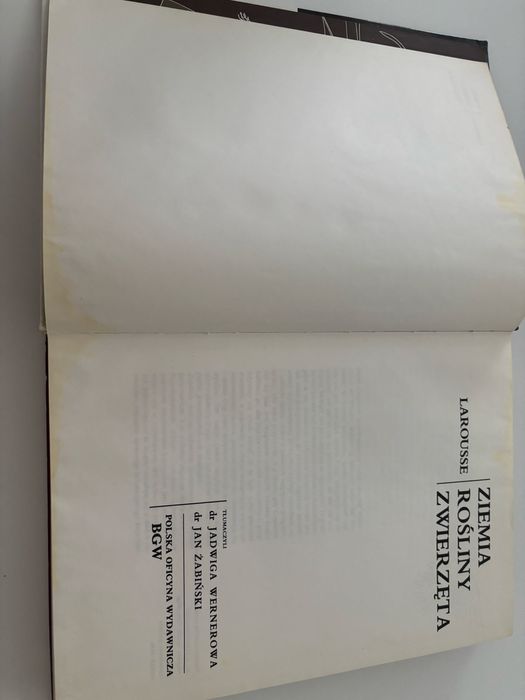 LAROUSSE
ZIEMIA
ROŚLINY
ZWIERZĘTA
TŁUMACZYLI
dr JADWIGA WERNEROWA
dr JAN ŻABIŃSKI
POLSKA OFICYNA WYDAWNICZA
BGW